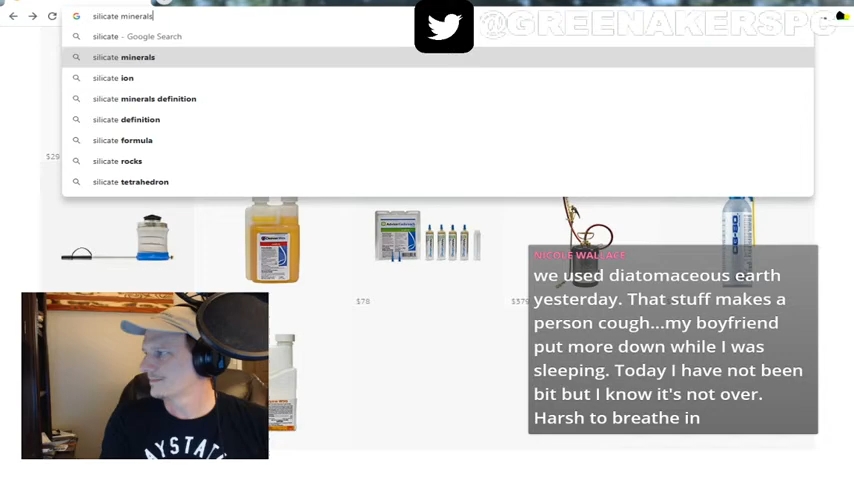 silicate minerals
@GREENAKERSPC
silicate - Google Search
silicate minerals
silicate ion
silicate minerals definition
silicate definition
silicate formula
silicate rocks
silicate tetrahedron
$29
$78
$579
NICOLE WALLACE
we used diatomaceous earth
yesterday. That stuff makes a
person cough...my boyfriend
put more down while I was
sleeping. Today I have not been
bit but I know it's not over.
Harsh to breathe in